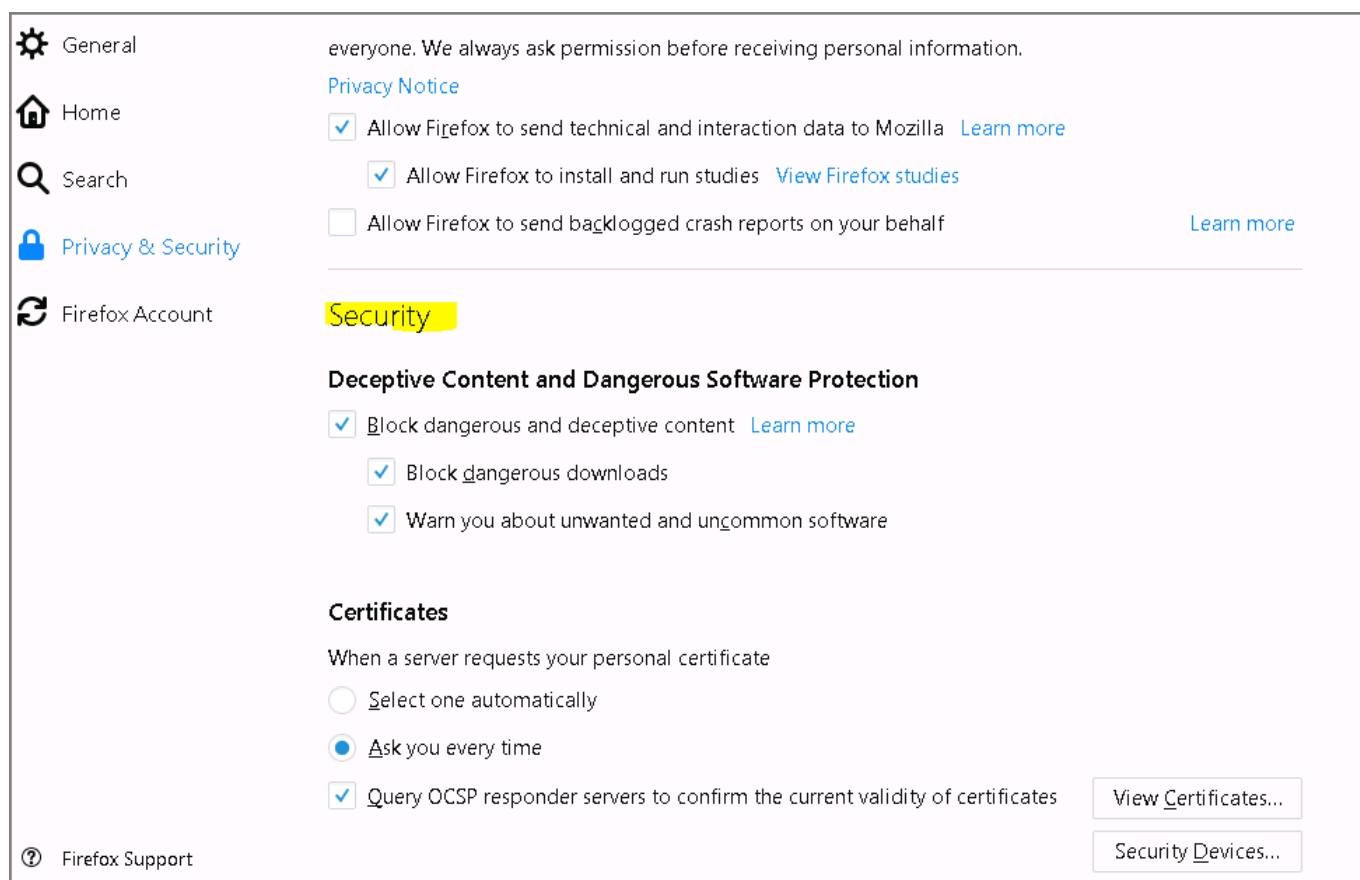 General
Home
Search
Privacy & Security
Firefox Account
Firefox Support
everyone. We always ask permission before receiving personal information.
Privacy Notice
Allow Firefox to send technical and interaction data to Mozilla Learn more
Allow Firefox to install and run studies View Firefox studies
Allow Firefox to send backlogged crash reports on your behalf Learn more
Security
Deceptive Content and Dangerous Software Protection
Block dangerous and deceptive content Learn more
Block dangerous downloads
Warn you about unwanted and uncommon software
Certificates
When a server requests your personal certificate
Select one automatically
Ask you every time
Query OCSP responder servers to confirm the current validity of certificates
View Certificates...
Security Devices...